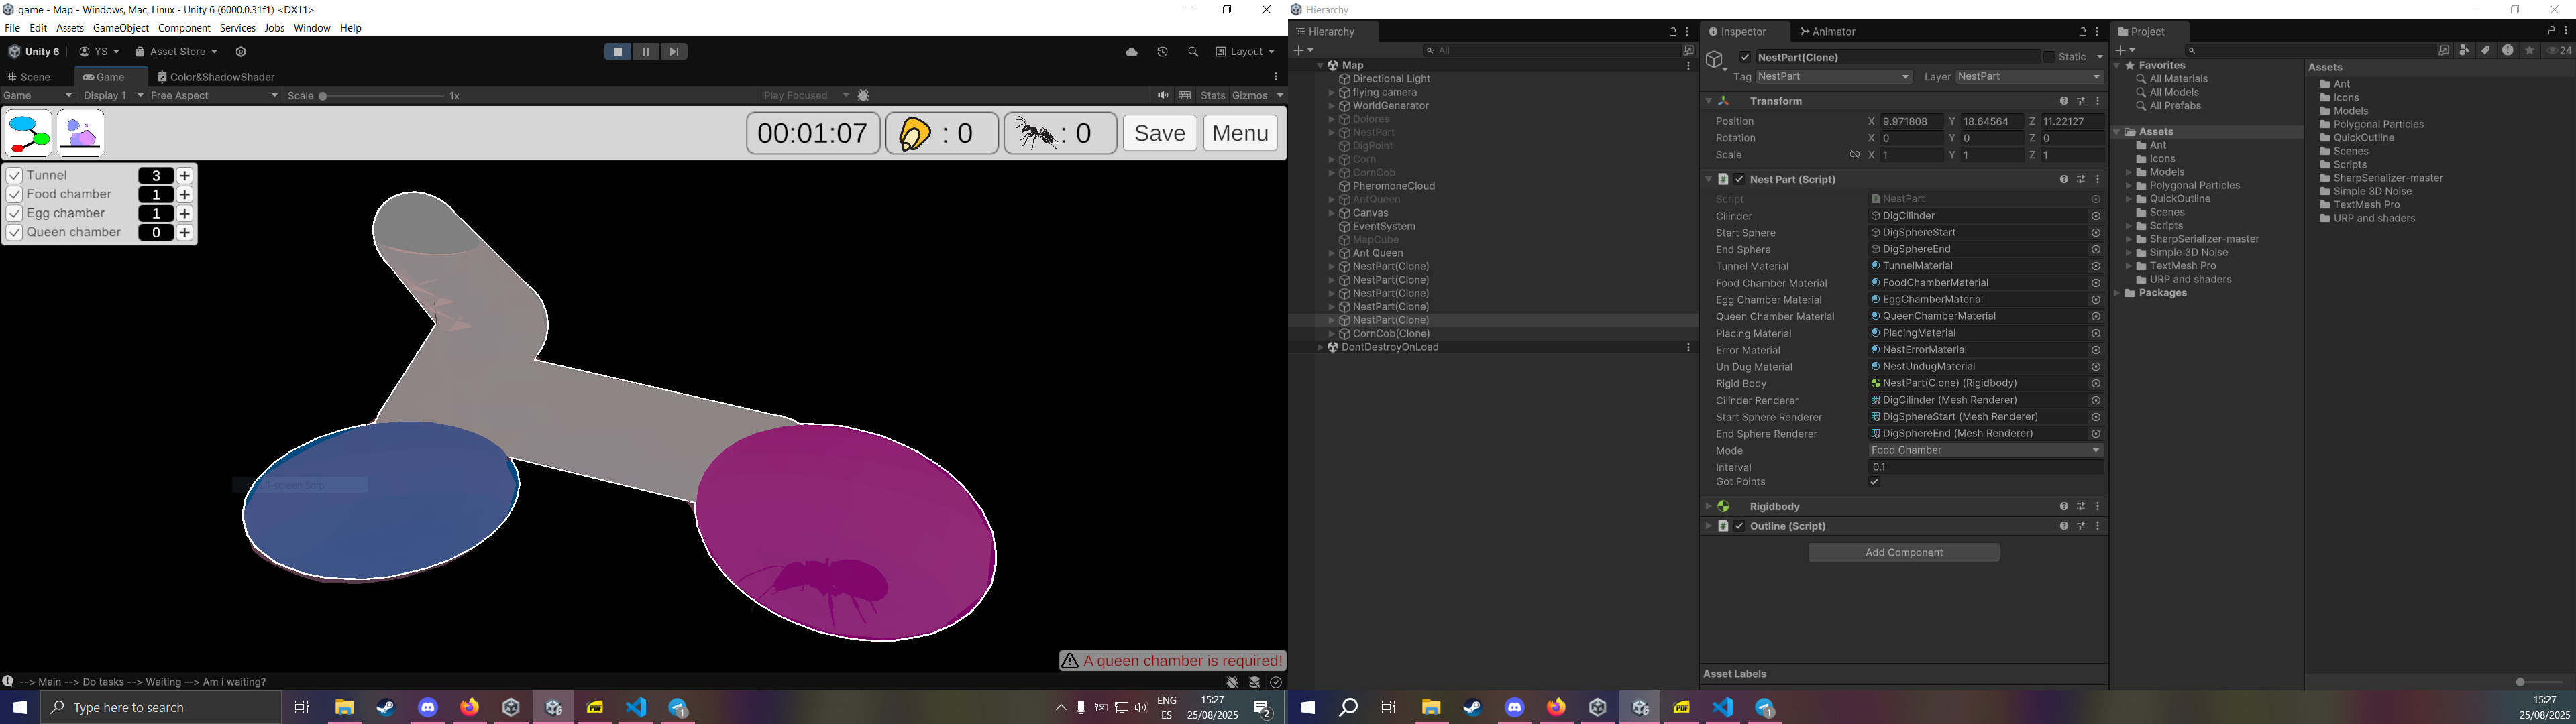 game - Map - Windows, Mac, Linux - Unity 6 (6000.0.31f1) <DX11>
File Edit Assets GameObject Component Services Jobs Window Help
Unity 6 YS Asset Store Layout
Scene Game Color&ShadowShader
Game Display 1 Free Aspect Scale 1x Play Focused Stats Gizmos
00:01:07 : 0 : 0 Save Menu
Tunnel 3 +
Food chamber 1 +
Egg chamber 1 +
Queen chamber 0 +
A queen chamber is required!
--> Main --> Do tasks --> Waiting --> Am i waiting?
Type here to search
ENG
ES
15:27
25/08/2025
2
Hierarchy
Hierarchy
All
Map
Directional Light
flying camera
WorldGenerator
Dolores
NestPart
DigPoint
Corn
CornCob
PheromoneCloud
AntQueen
Canvas
EventSystem
MapCube
Ant Queen
NestPart(Clone)
NestPart(Clone)
NestPart(Clone)
NestPart(Clone)
NestPart(Clone)
CornCob(Clone)
DontDestroyOnLoad
Inspector Animator
NestPart(Clone) Static
Tag NestPart Layer NestPart
Transform
Position X 9.971808 Y 18.64564 Z 11.22127
Rotation X 0 Y 0 Z 0
Scale X 1 Y 1 Z 1
Nest Part (Script)
Script NestPart
Cilinder DigCilinder
Start Sphere DigSphereStart
End Sphere DigSphereEnd
Tunnel Material TunnelMaterial
Food Chamber Material FoodChamberMaterial
Egg Chamber Material EggChamberMaterial
Queen Chamber Material QueenChamberMaterial
Placing Material PlacingMaterial
Error Material NestErrorMaterial
Un Dug Material NestUndugMaterial
Rigid Body NestPart(Clone) (Rigidbody)
Cilinder Renderer DigCilinder (Mesh Renderer)
Start Sphere Renderer DigSphereStart (Mesh Renderer)
End Sphere Renderer DigSphereEnd (Mesh Renderer)
Mode Food Chamber
Interval 0.1
Got Points
Rigidbody
Outline (Script)
Add Component
Asset Labels
Project
24
Favorites
All Materials
All Models
All Prefabs
Assets
Ant
Icons
Models
Polygonal Particles
QuickOutline
Scenes
Scripts
SharpSerializer-master
Simple 3D Noise
TextMesh Pro
URP and shaders
Packages
Assets
Ant
Icons
Models
Polygonal Particles
QuickOutline
Scenes
Scripts
SharpSerializer-master
Simple 3D Noise
TextMesh Pro
URP and shaders
15:27
25/08/2025